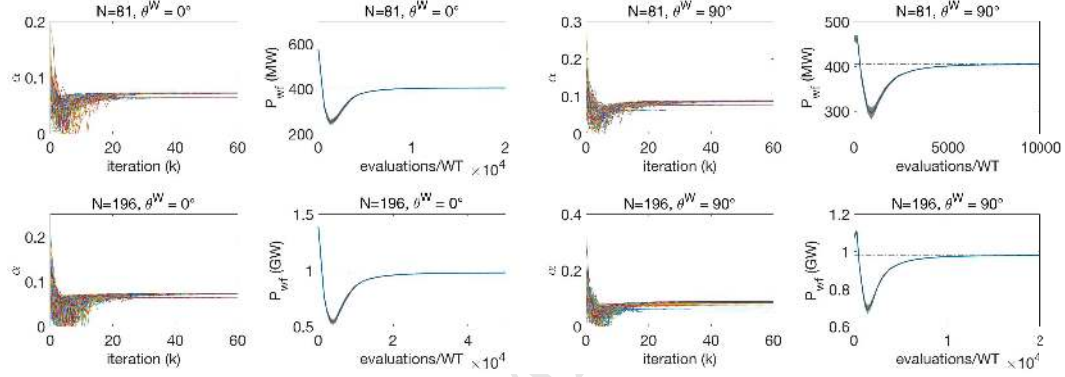 N=81, θ^W = 0°
N=81, θ^W = 0°
N=81, θ^W = 90°
N=81, θ^W = 90°
0.2
0.1
0
α
0 20 40 60
iteration (k)
600
400
200
P_wf (MW)
0 1 2
evaluations/WT ×10^4
0.3
0.2
0.1
0
α
0 20 40 60
iteration (k)
500
400
300
P_wf (MW)
0 5000 10000
evaluations/WT
N=196, θ^W = 0°
N=196, θ^W = 0°
N=196, θ^W = 90°
N=196, θ^W = 90°
0.2
0.1
0
α
0 20 40 60
iteration (k)
1.5
1
0.5
P_wf (GW)
0 2 4
evaluations/WT ×10^4
0.4
0.2
0
α
0 20 40 60
iteration (k)
1.2
1
0.8
0.6
P_wf (GW)
0 1 2
evaluations/WT ×10^4